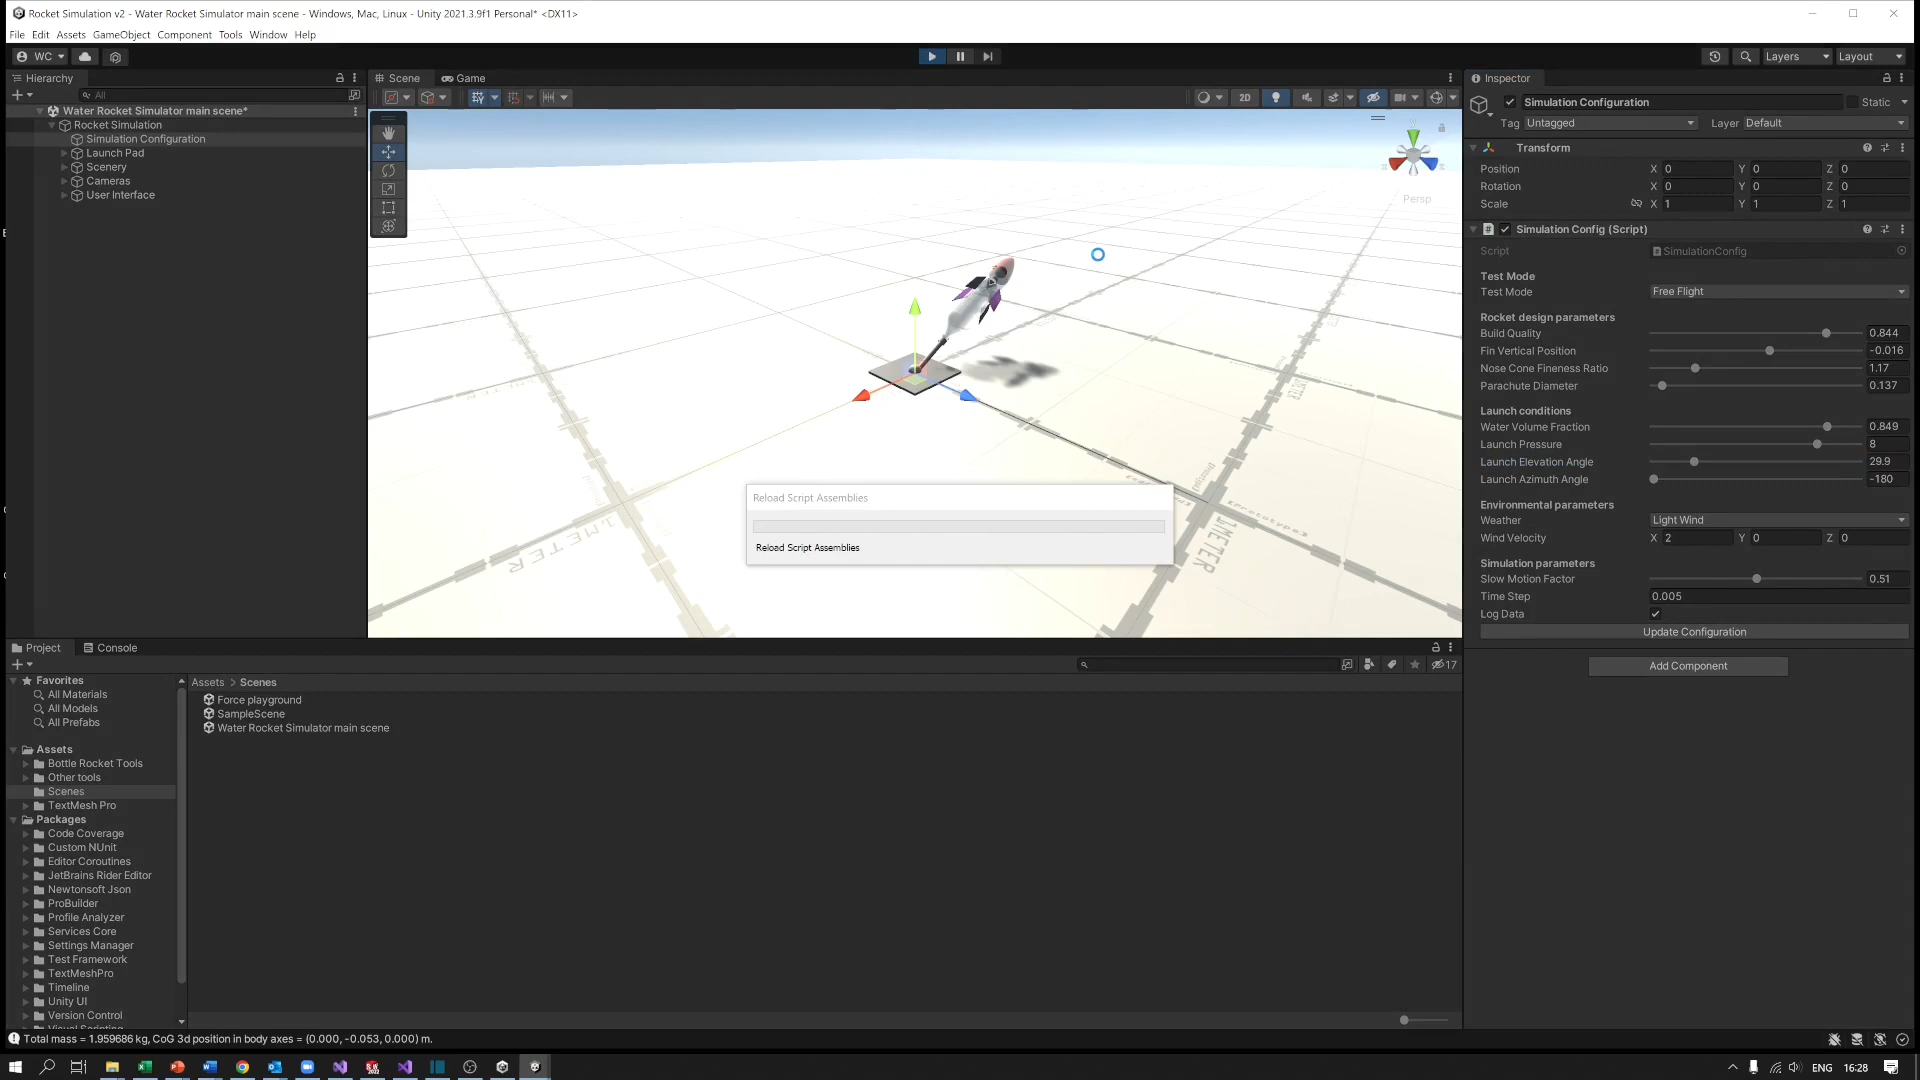 Rocket Simulation v2 - Water Rocket Simulator main scene - Windows, Mac, Linux - Unity 2021.3.9f1 Personal* <DX11>
File Edit Assets GameObject Component Tools Window Help
WC Layers Layout
Hierarchy
All
Water Rocket Simulator main scene*
Rocket Simulation
Simulation Configuration
Launch Pad
Scenery
Cameras
User Interface
Scene Game
2D
Persp
Reload Script Assemblies
Reload Script Assemblies
Inspector
Simulation Configuration Static
Tag Untagged Layer Default
Transform
Position X 0 Y 0 Z 0
Rotation X 0 Y 0 Z 0
Scale X 1 Y 1 Z 1
Simulation Config (Script)
Script SimulationConfig
Test Mode
Test Mode Free Flight
Rocket design parameters
Build Quality 0.844
Fin Vertical Position -0.016
Nose Cone Fineness Ratio 1.17
Parachute Diameter 0.137
Launch conditions
Water Volume Fraction 0.849
Launch Pressure 8
Launch Elevation Angle 29.9
Launch Azimuth Angle -180
Environmental parameters
Weather Light Wind
Wind Velocity X 2 Y 0 Z 0
Simulation parameters
Slow Motion Factor 0.51
Time Step 0.005
Log Data
Update Configuration
Add Component
Project Console
17
Favorites
All Materials
All Models
All Prefabs
Assets
Bottle Rocket Tools
Other tools
Scenes
TextMesh Pro
Packages
Code Coverage
Custom NUnit
Editor Coroutines
JetBrains Rider Editor
Newtonsoft Json
ProBuilder
Profile Analyzer
Services Core
Settings Manager
Test Framework
TextMeshPro
Timeline
Unity UI
Version Control
Assets > Scenes
Force playground
SampleScene
Water Rocket Simulator main scene
Total mass = 1.959686 kg, CoG 3d position in body axes = (0.000, -0.053, 0.000) m.
ENG 16:28